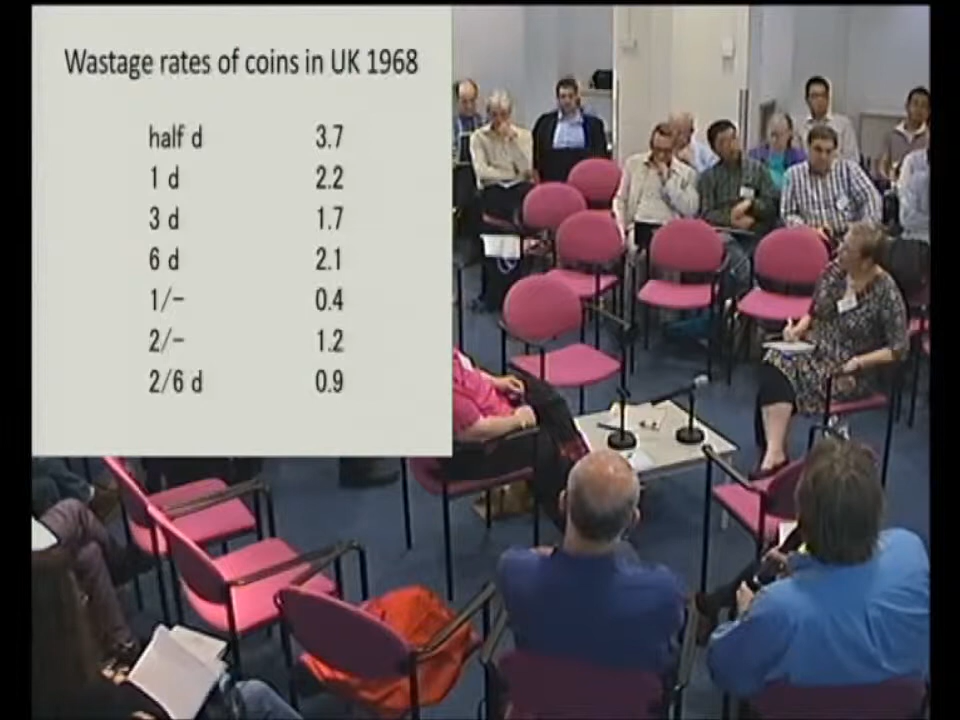 Wastage rates of coins in UK 1968
half d 3.7
1 d 2.2
3 d 1.7
6 d 2.1
1/– 0.4
2/– 1.2
2/6 d 0.9